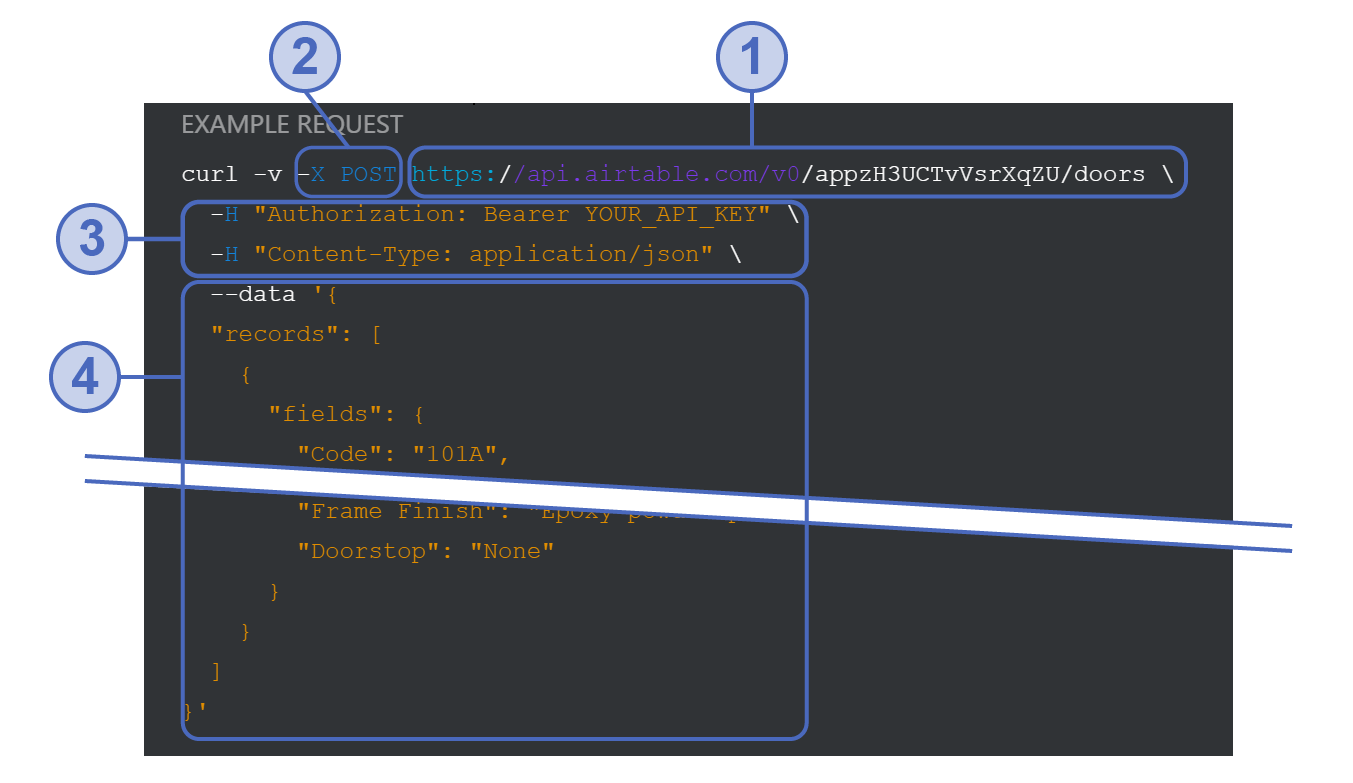 2
1
EXAMPLE REQUEST
curl -v -X POST https://api.airtable.com/v0/appzH3UCTvVsrXqZU/doors \
3
-H "Authorization: Bearer YOUR_API_KEY" \
-H "Content-Type: application/json" \
--data '{
"records": [
4
{
"fields": {
"Code": "101A",
"Frame Finish": "Epoxy
"Doorstop": "None"
}
}
]
}'